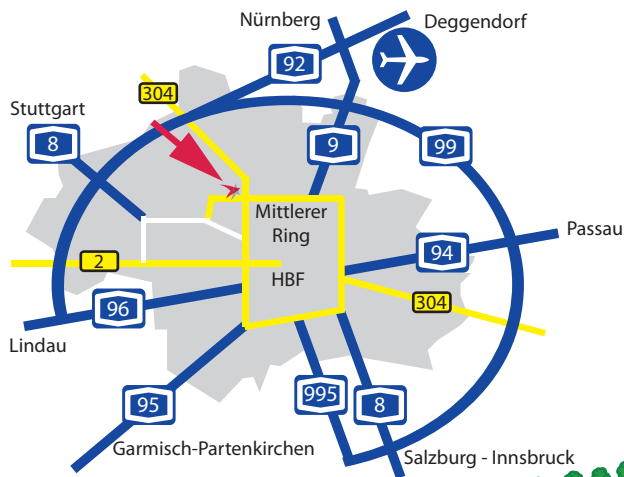 Nürnberg
Deggendorf
92
304
Stuttgart
8
9
99
Mittlerer
Ring
Passau
94
2
HBF
304
96
Lindau
995
95
8
Garmisch-Partenkirchen
Salzburg - Innsbruck